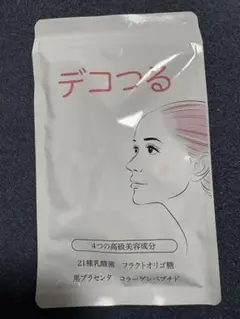 デコつる
4つの高級美容成分
21種乳酸菌 フラクトオリゴ糖
馬プラセンタ コラーゲンペプチド